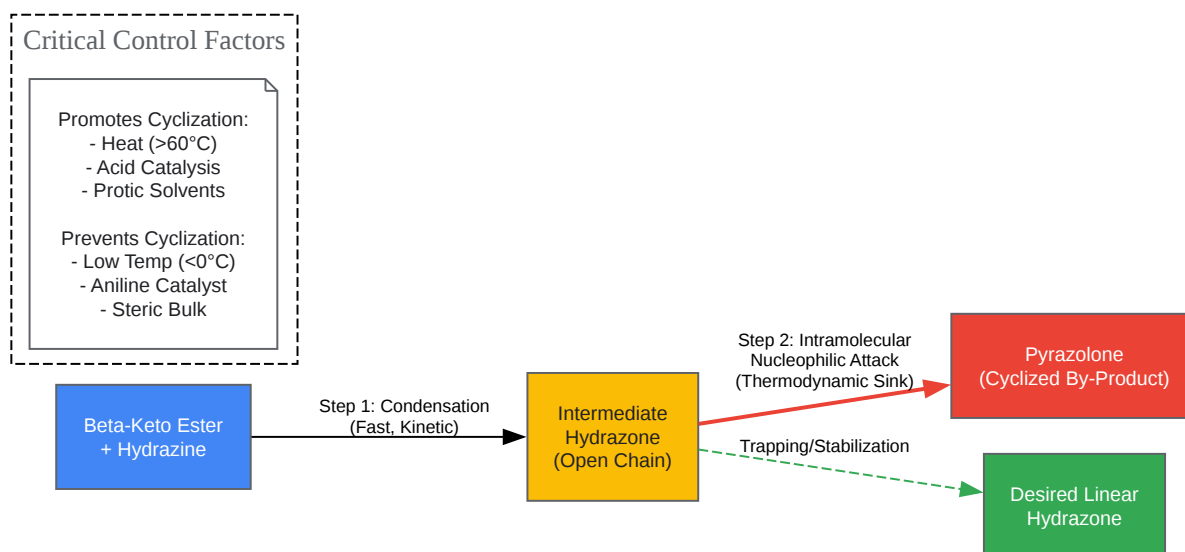 Critical Control Factors
Promotes Cyclization:
- Heat (>60°C)
- Acid Catalysis
- Protic Solvents
Prevents Cyclization:
- Low Temp (<0°C)
- Aniline Catalyst
- Steric Bulk
Beta-Keto Ester
+ Hydrazine
Step 1: Condensation
(Fast, Kinetic)
Intermediate
Hydrazone
(Open Chain)
Step 2: Intramolecular
Nucleophilic Attack
(Thermodynamic Sink)
Pyrazolone
(Cyclized By-Product)
Trapping/Stabilization
Desired Linear
Hydrazone